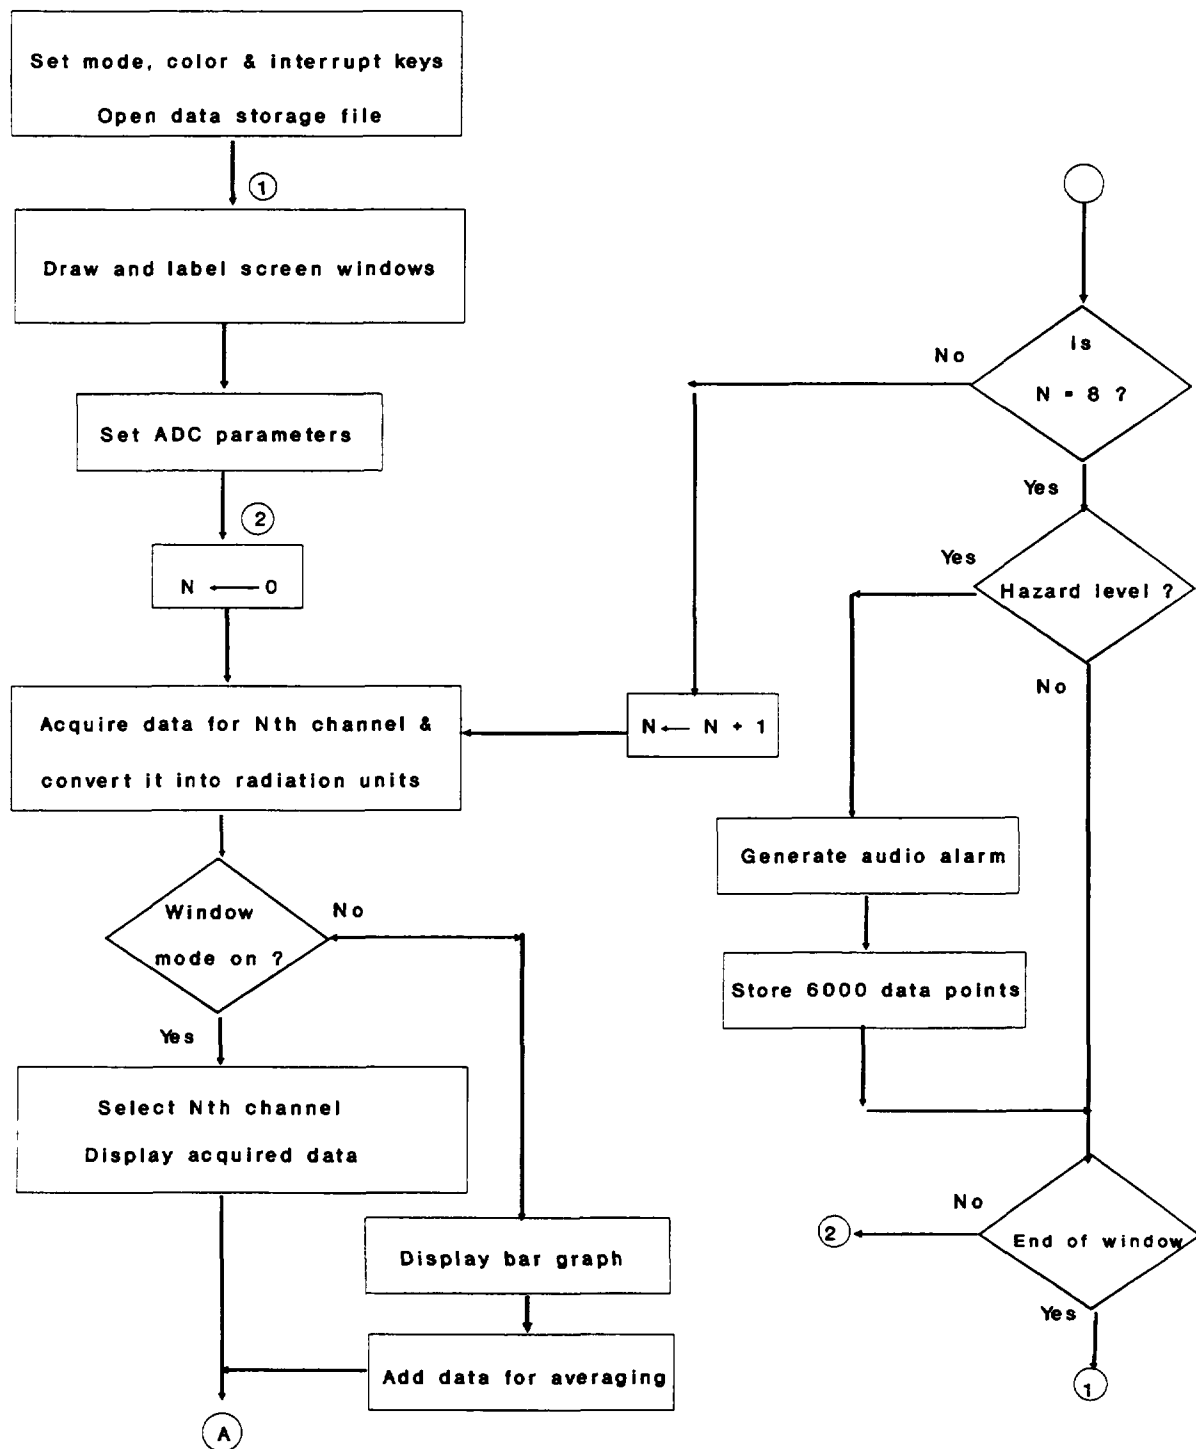 Set mode, color & interrupt keys
Open data storage file
1
Draw and label screen windows
Set ADC parameters
2
N ← 0
Acquire data for Nth channel &
convert it into radiation units
Window
mode on ?
No
Yes
Select Nth channel
Display acquired data
Display bar graph
Add data for averaging
A
Is
N = 8 ?
No
Yes
N ← N + 1
Hazard level ?
Yes
No
Generate audio alarm
Store 6000 data points
End of window
No
2
Yes
1